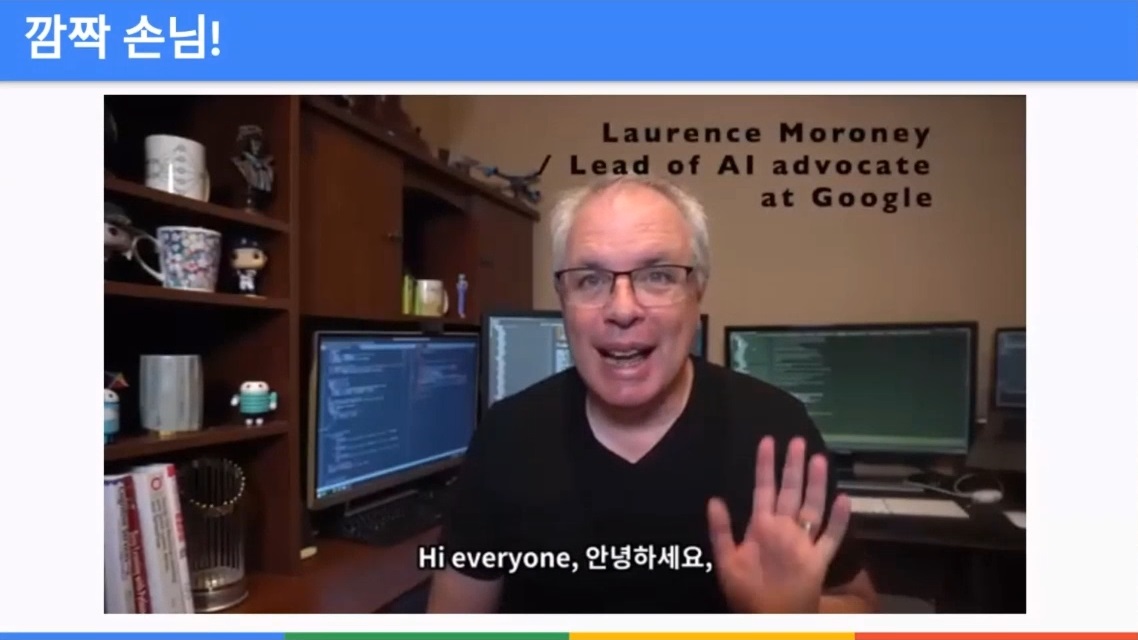 깜짝 손님!
Laurence Moroney
/ Lead of AI advocate
at Google
Hi everyone, 안녕하세요,